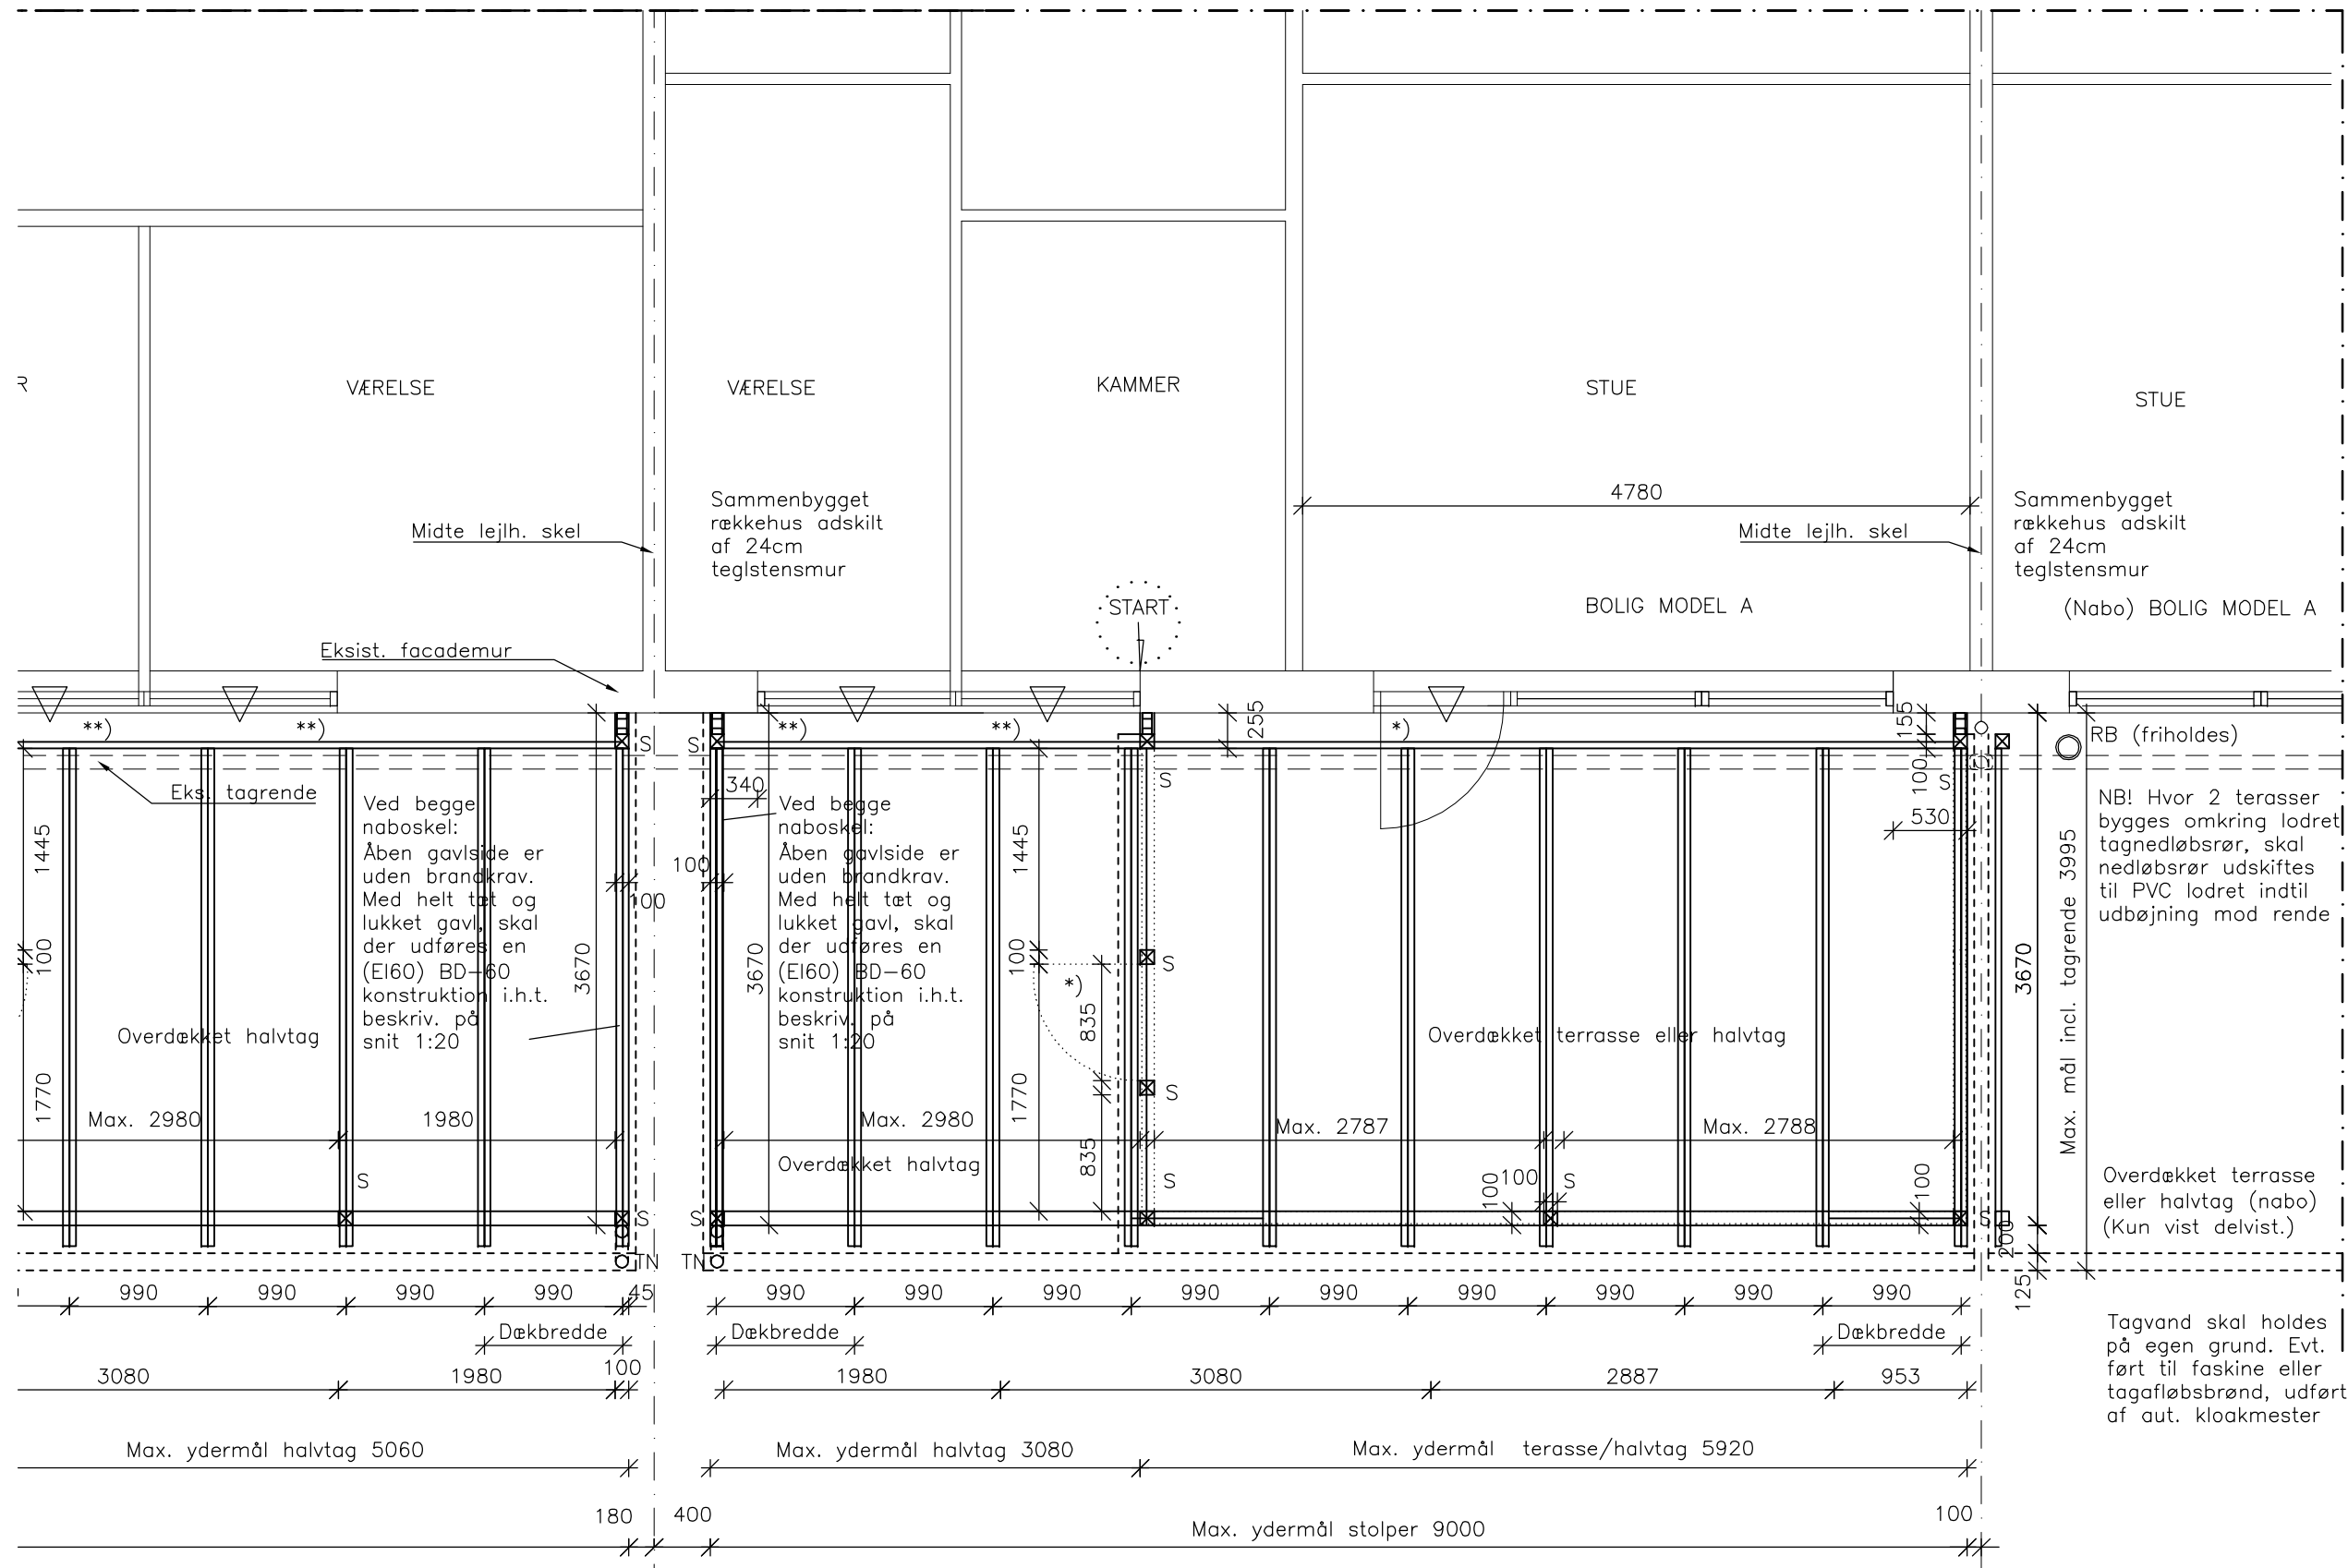 R
VÆRELSE
VÆRELSE
KAMMER
STUE
STUE
4780
Sammenbygget
rækkehus adskilt
af 24cm
teglstensmur
Sammenbygget
rækkehus adskilt
af 24cm
teglstensmur
Midte lejlh. skel
Midte lejlh. skel
START
BOLIG MODEL A
(Nabo) BOLIG MODEL A
Eksist. facademur
**)
**)
**)
**)
*)
255
155
RB (friholdes)
S
S
S
S
100
340
530
Eks. tagrende
Ved begge
naboskel:
Åben gavlside er
uden brandkrav.
Med helt tæt og
lukket gavl, skal
der udføres en
(EI60) BD-60
konstruktion i.h.t.
beskriv. på
snit 1:20
Ved begge
naboskel:
Åben gavlside er
uden brandkrav.
Med helt tæt og
lukket gavl, skal
der udføres en
(EI60) BD-60
konstruktion i.h.t.
beskriv. på
snit 1:20
NB! Hvor 2 terasser
bygges omkring lodret
tagnedløbsrør, skal
nedløbsrør udskiftes
til PVC lodret indtil
udbøjning mod rende
1445
100
1770
100
100
3670
3670
1445
100
1770
*)
835
835
S
S
3670
Max. mål incl. tagrende 3995
Overdækket halvtag
Overdækket terrasse eller halvtag
Max. 2980
1980
Max. 2980
Max. 2787
Max. 2788
Overdækket halvtag
S
S
100
100
S
100
Overdækket terrasse
eller halvtag (nabo)
(Kun vist delvist.)
S
S
S
200
125
TN
TN
990
990
990
990
45
990
990
990
990
990
990
990
990
990
Dækbredde
Dækbredde
Dækbredde
Tagvand skal holdes
på egen grund. Evt.
ført til faskine eller
tagafløbsbrønd, udført
af aut. kloakmester
3080
1980
100
1980
3080
2887
953
Max. ydermål halvtag 5060
Max. ydermål halvtag 3080
Max. ydermål terasse/halvtag 5920
180
400
Max. ydermål stolper 9000
100